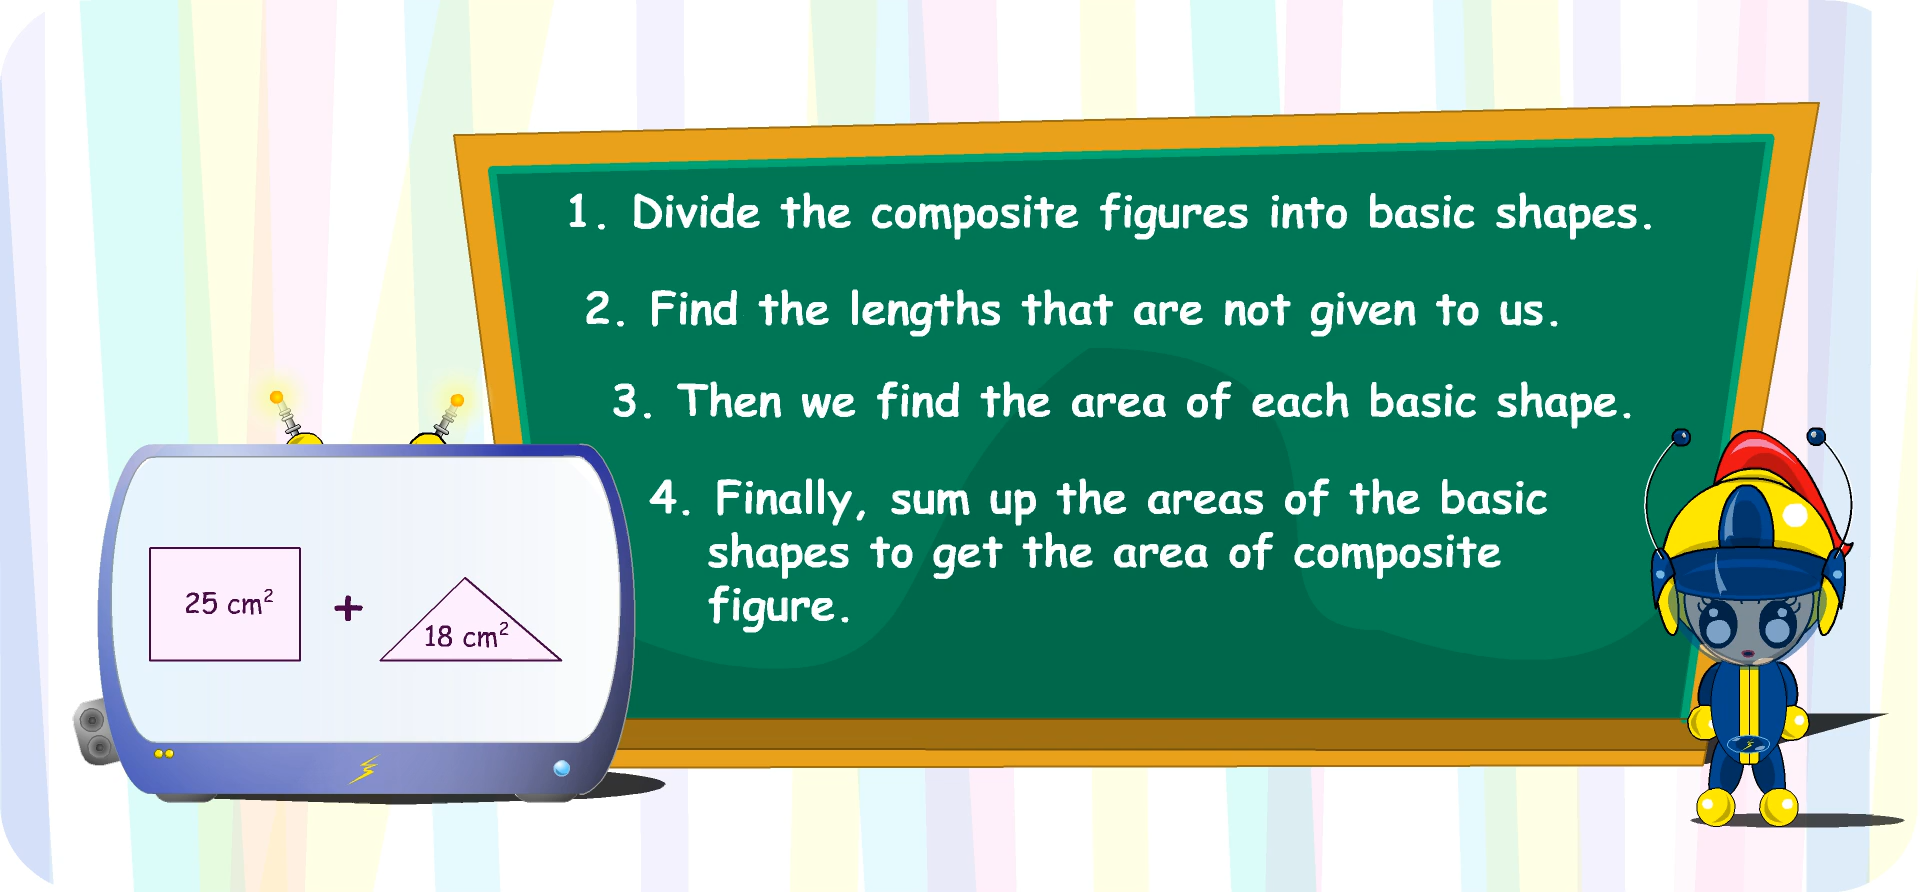 1. Divide the composite figures into basic shapes.
2. Find the lengths that are not given to us.
3. Then we find the area of each basic shape.
4. Finally, sum up the areas of the basic
shapes to get the area of composite
figure.
25 cm² + 18 cm²